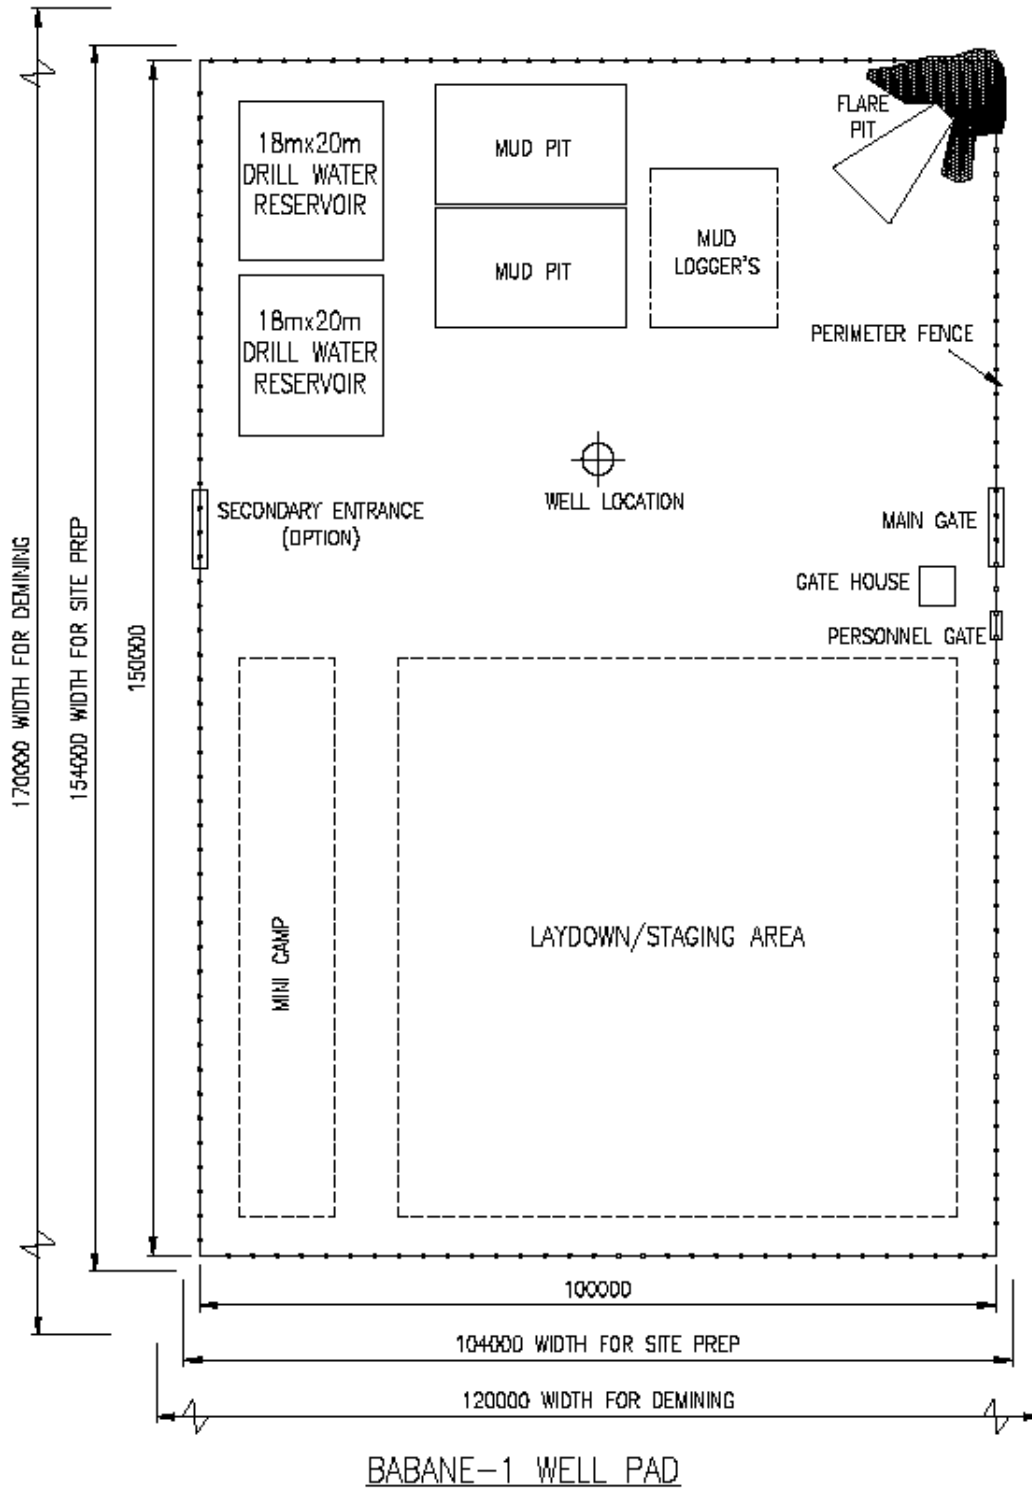 18mx20m
DRILL WATER
RESERVOIR
MUD PIT
FLARE
PIT
MUD PIT
MUD
LOGGER'S
18mx20m
DRILL WATER
RESERVOIR
PERIMETER FENCE
WELL LOCATION
SECONDARY ENTRANCE
(OPTION)
MAIN GATE
GATE HOUSE
PERSONNEL GATE
170000 WIDTH FOR DEMINING
154000 WIDTH FOR SITE PREP
150000
MINI CAMP
LAYDOWN/STAGING AREA
100000
104000 WIDTH FOR SITE PREP
120000 WIDTH FOR DEMINING
BABANE-1 WELL PAD